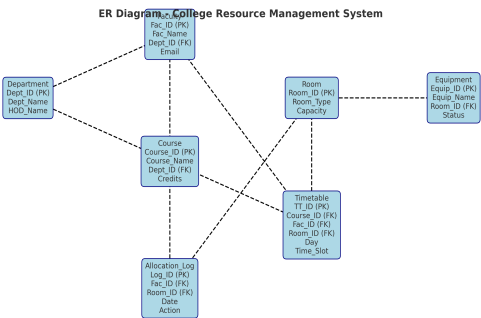 ER Diagram - College Resource Management System
Faculty
Fac_ID (PK)
Fac_Name
Dept_ID (FK)
Email
Department
Dept_ID (PK)
Dept_Name
HOD_Name
Room
Room_ID (PK)
Room_Type
Capacity
Equipment
Equip_ID (PK)
Equip_Name
Room_ID (FK)
Status
Course
Course_ID (PK)
Course_Name
Dept_ID (FK)
Credits
Timetable
TT_ID (PK)
Course_ID (FK)
Fac_ID (FK)
Room_ID (FK)
Day
Time_Slot
Allocation_Log
Log_ID (PK)
Fac_ID (FK)
Room_ID (FK)
Date
Action